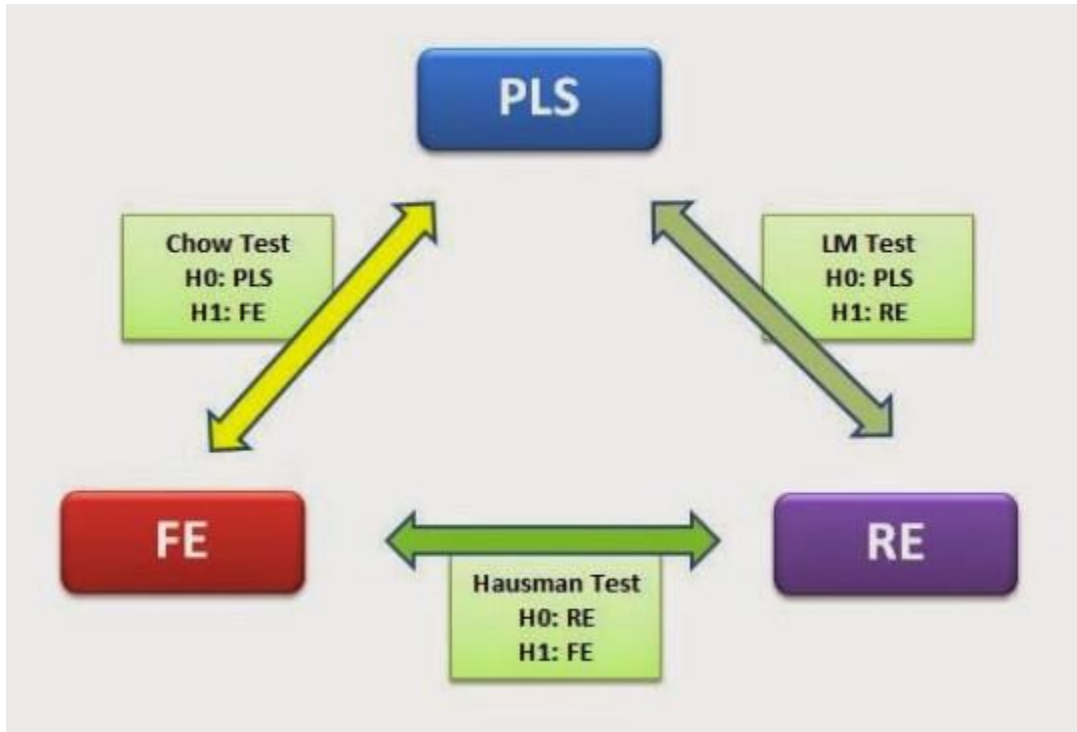 PLS
Chow Test
H0: PLS
H1: FE
LM Test
H0: PLS
H1: RE
FE
RE
Hausman Test
H0: RE
H1: FE